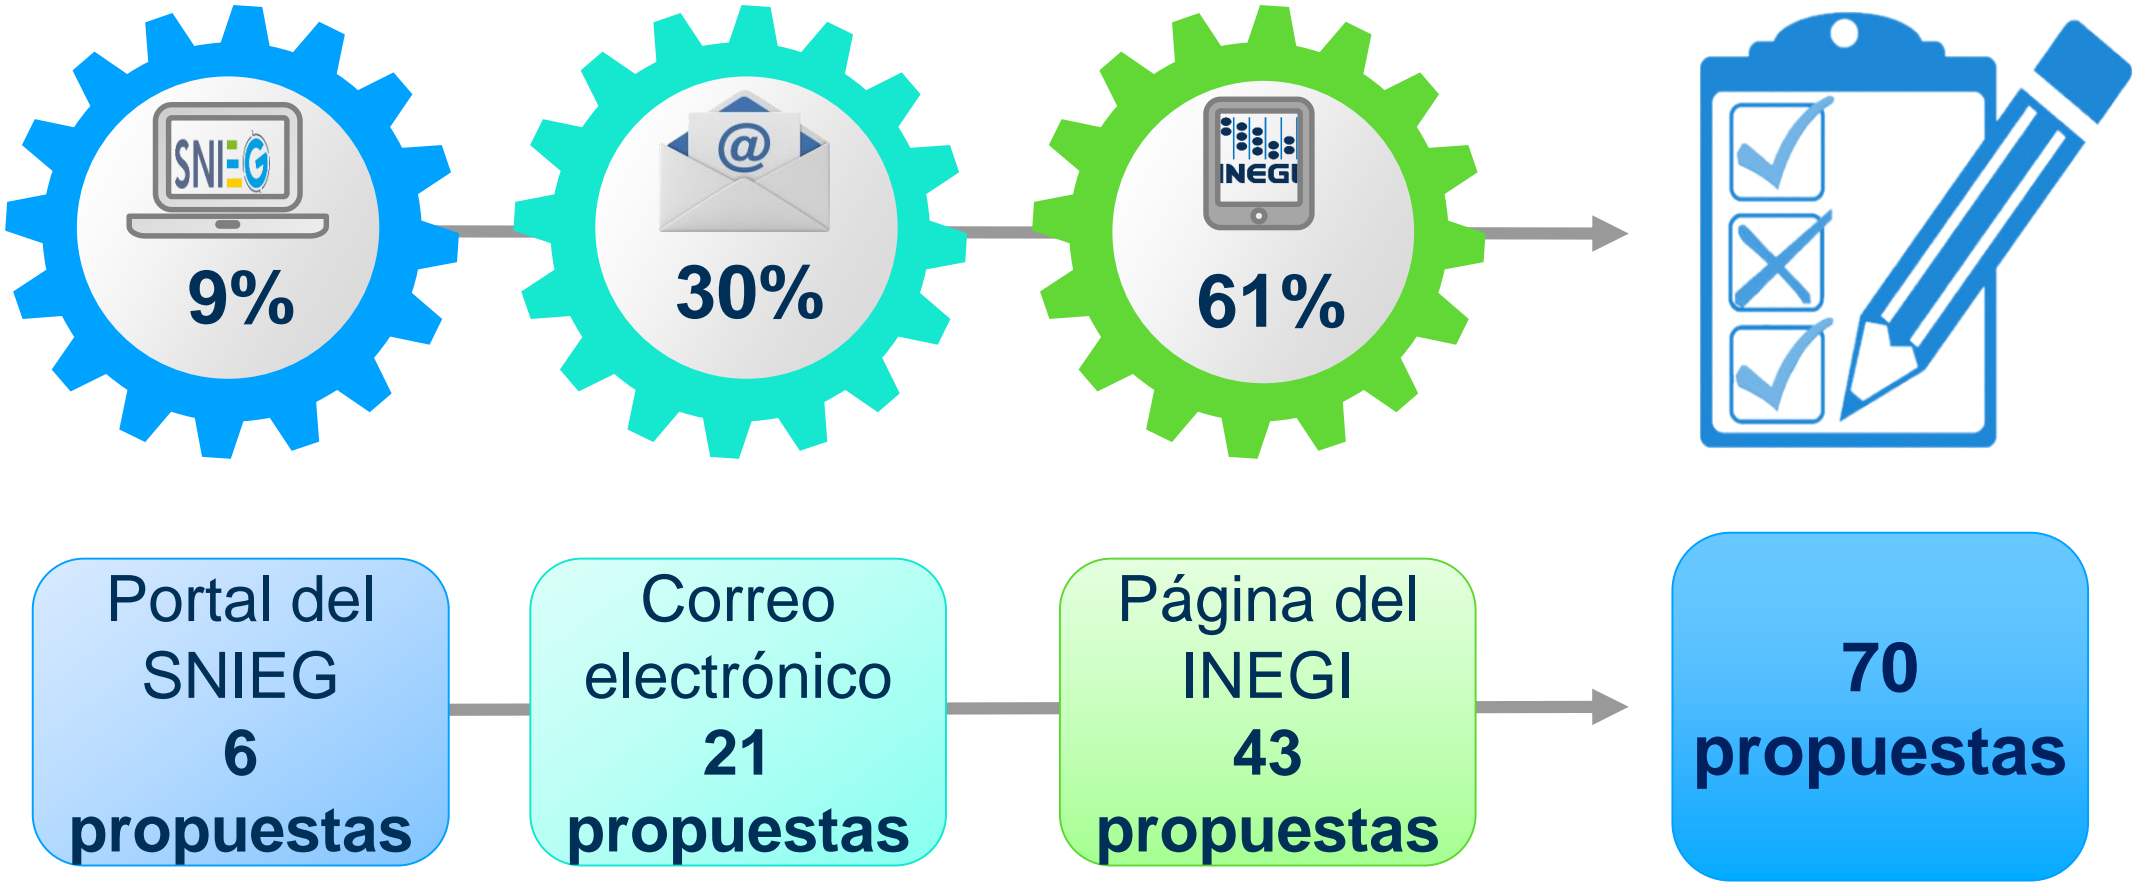 SNIEG
@
INEGI
9%
30%
61%
Portal del
SNIEG
6
propuestas
Correo
electrónico
21
propuestas
Página del
INEGI
43
propuestas
70
propuestas